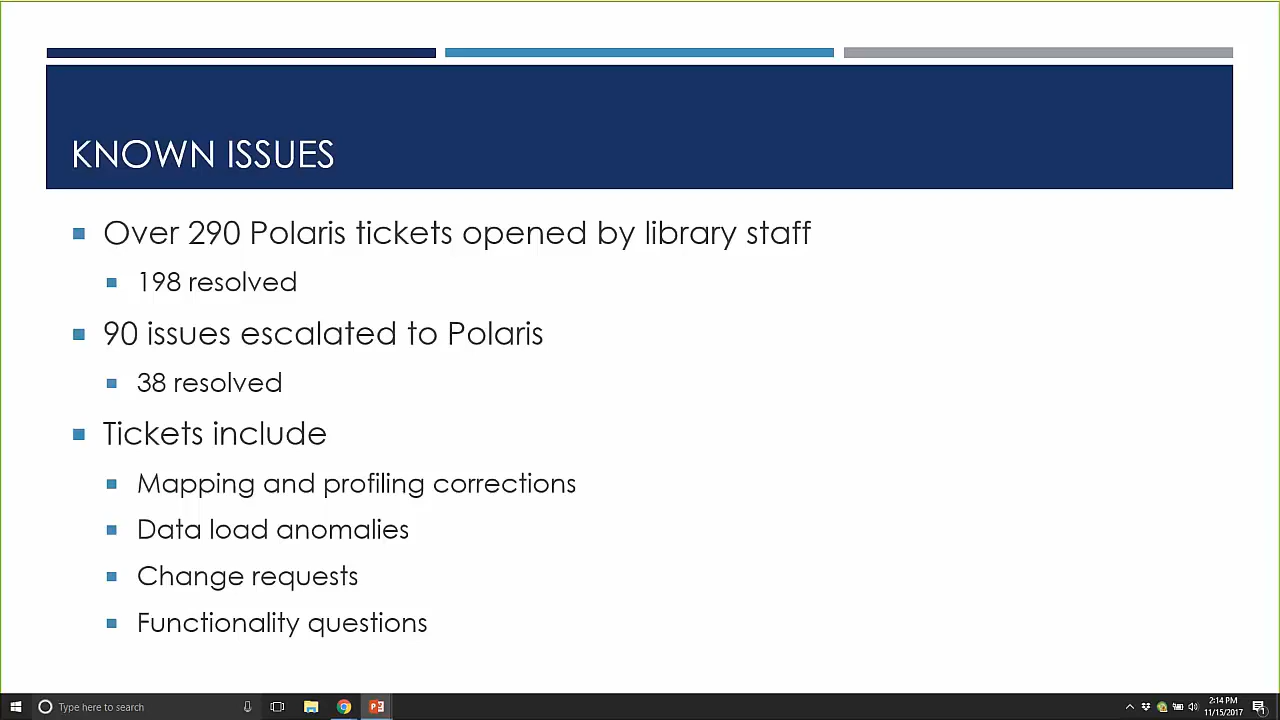 KNOWN ISSUES
Over 290 Polaris tickets opened by library staff
198 resolved
90 issues escalated to Polaris
38 resolved
Tickets include
Mapping and profiling corrections
Data load anomalies
Change requests
Functionality questions
Type here to search
2:14 PM
11/15/2017